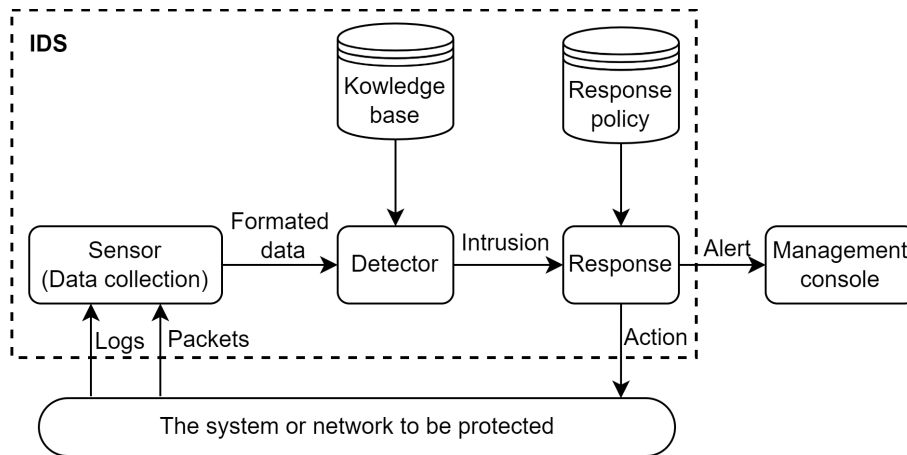 IDS
Kowledge
base
Response
policy
Formated
data
Sensor
(Data collection)
Detector
Intrusion
Response
Alert
Management
console
Logs
Packets
Action
The system or network to be protected